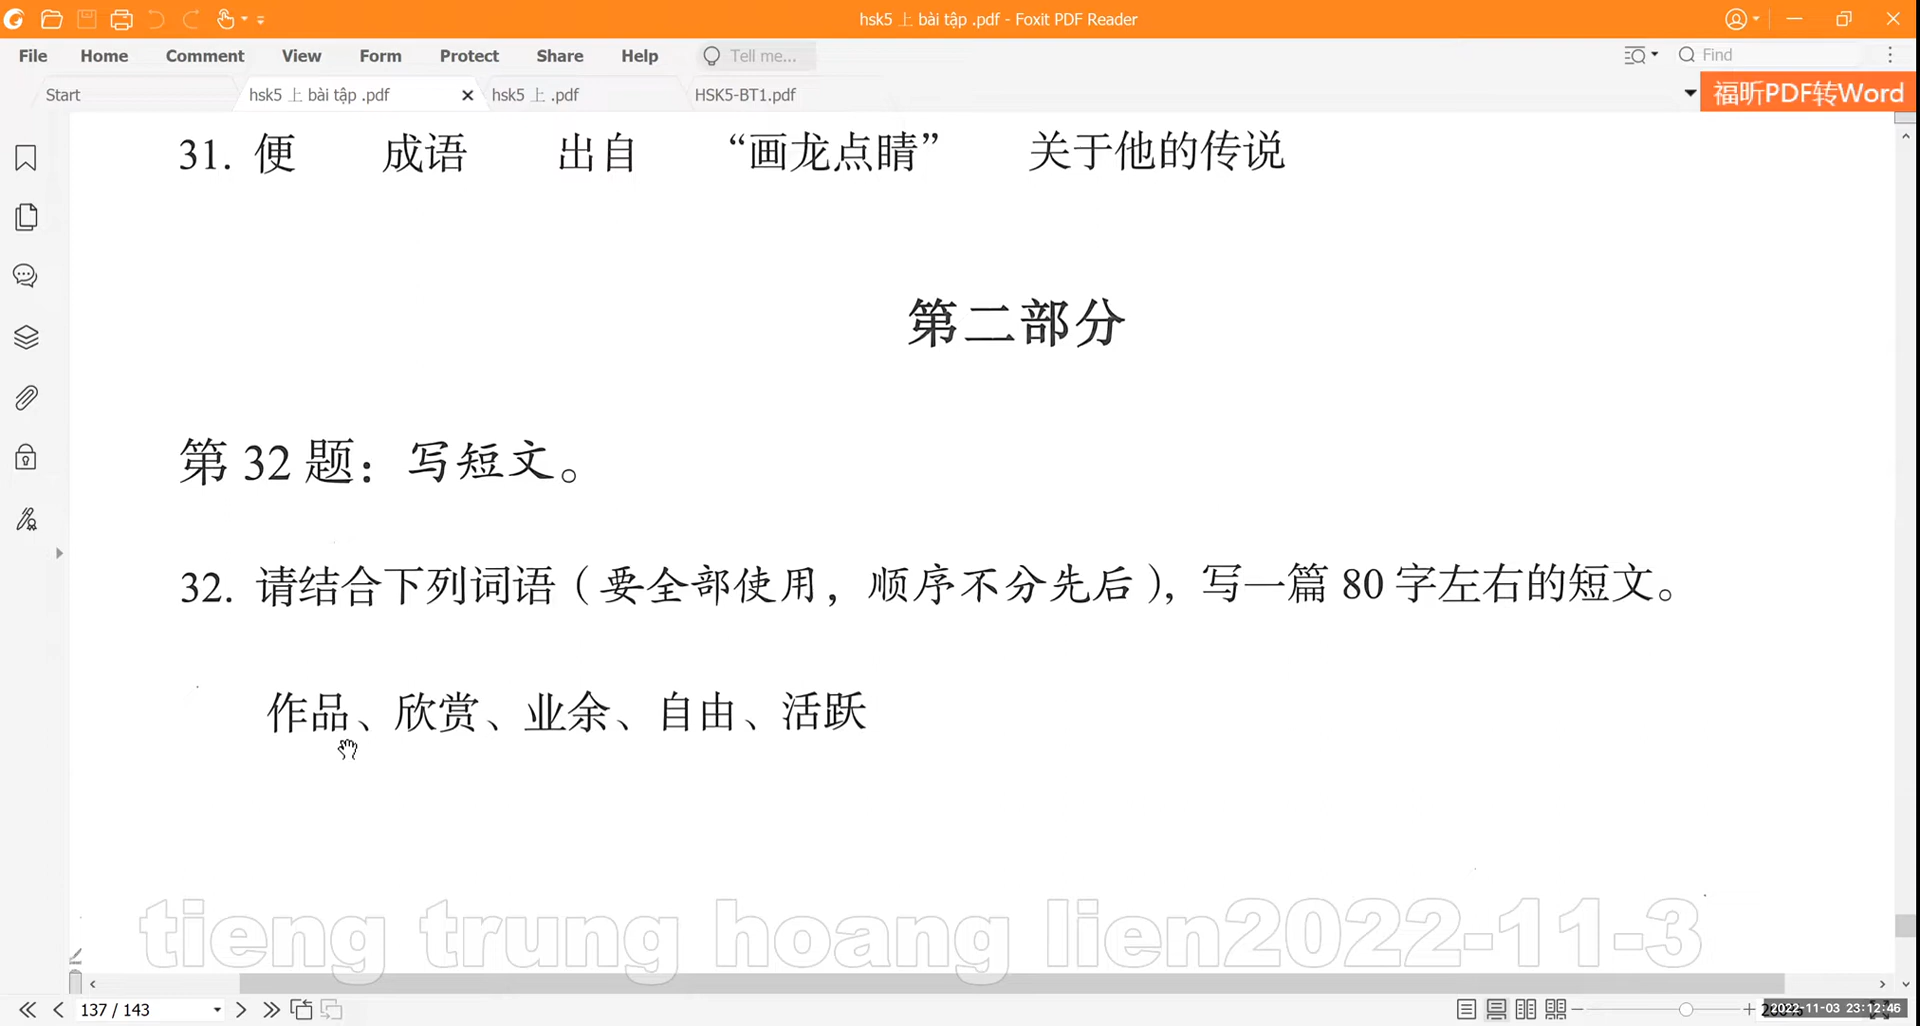 hsk5 上 bài tập .pdf - Foxit PDF Reader
File Home Comment View Form Protect Share Help Tell me... Find
Start hsk5 上 bài tập .pdf hsk5 上 .pdf HSK5-BT1.pdf 福昕PDF转Word
31. 便 成语 出自 “画龙点睛” 关于他的传说
第二部分
第 32 题：写短文。
32. 请结合下列词语（要全部使用，顺序不分先后），写一篇 80 字左右的短文。
作品、欣赏、业余、自由、活跃
tieng trung hoang lien2022-11-3
137 / 143 2022-11-03 23:12:46